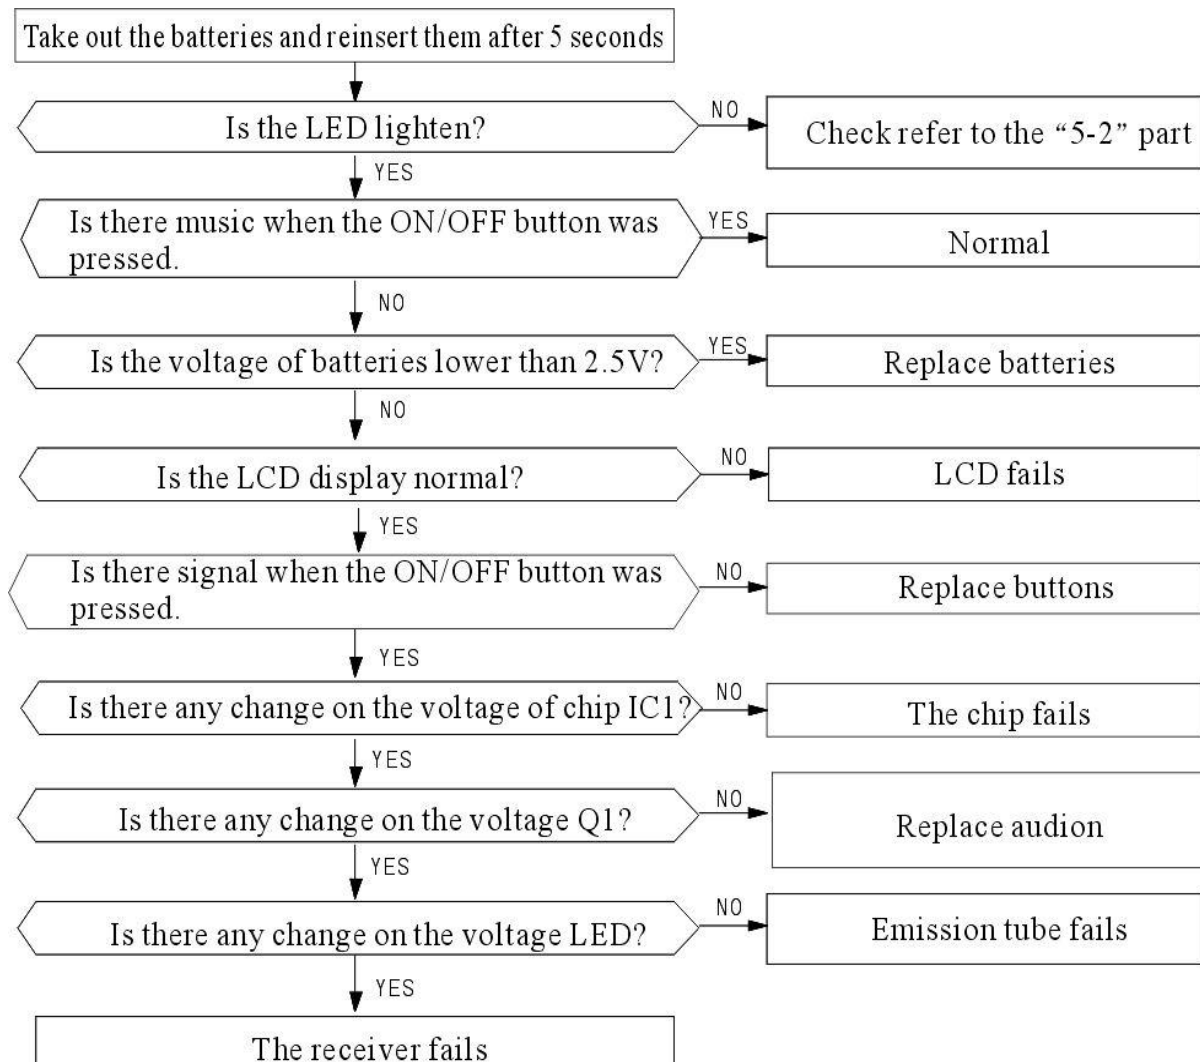 Take out the batteries and reinsert them after 5 seconds
Is the LED lighten?
NO
Check refer to the “5-2” part
YES
Is there music when the ON/OFF button was
pressed.
YES
Normal
NO
Is the voltage of batteries lower than 2.5V?
YES
Replace batteries
NO
Is the LCD display normal?
NO
LCD fails
YES
Is there signal when the ON/OFF button was
pressed.
NO
Replace buttons
YES
Is there any change on the voltage of chip IC1?
NO
The chip fails
YES
Is there any change on the voltage Q1?
NO
Replace audion
YES
Is there any change on the voltage LED?
NO
Emission tube fails
YES
The receiver fails